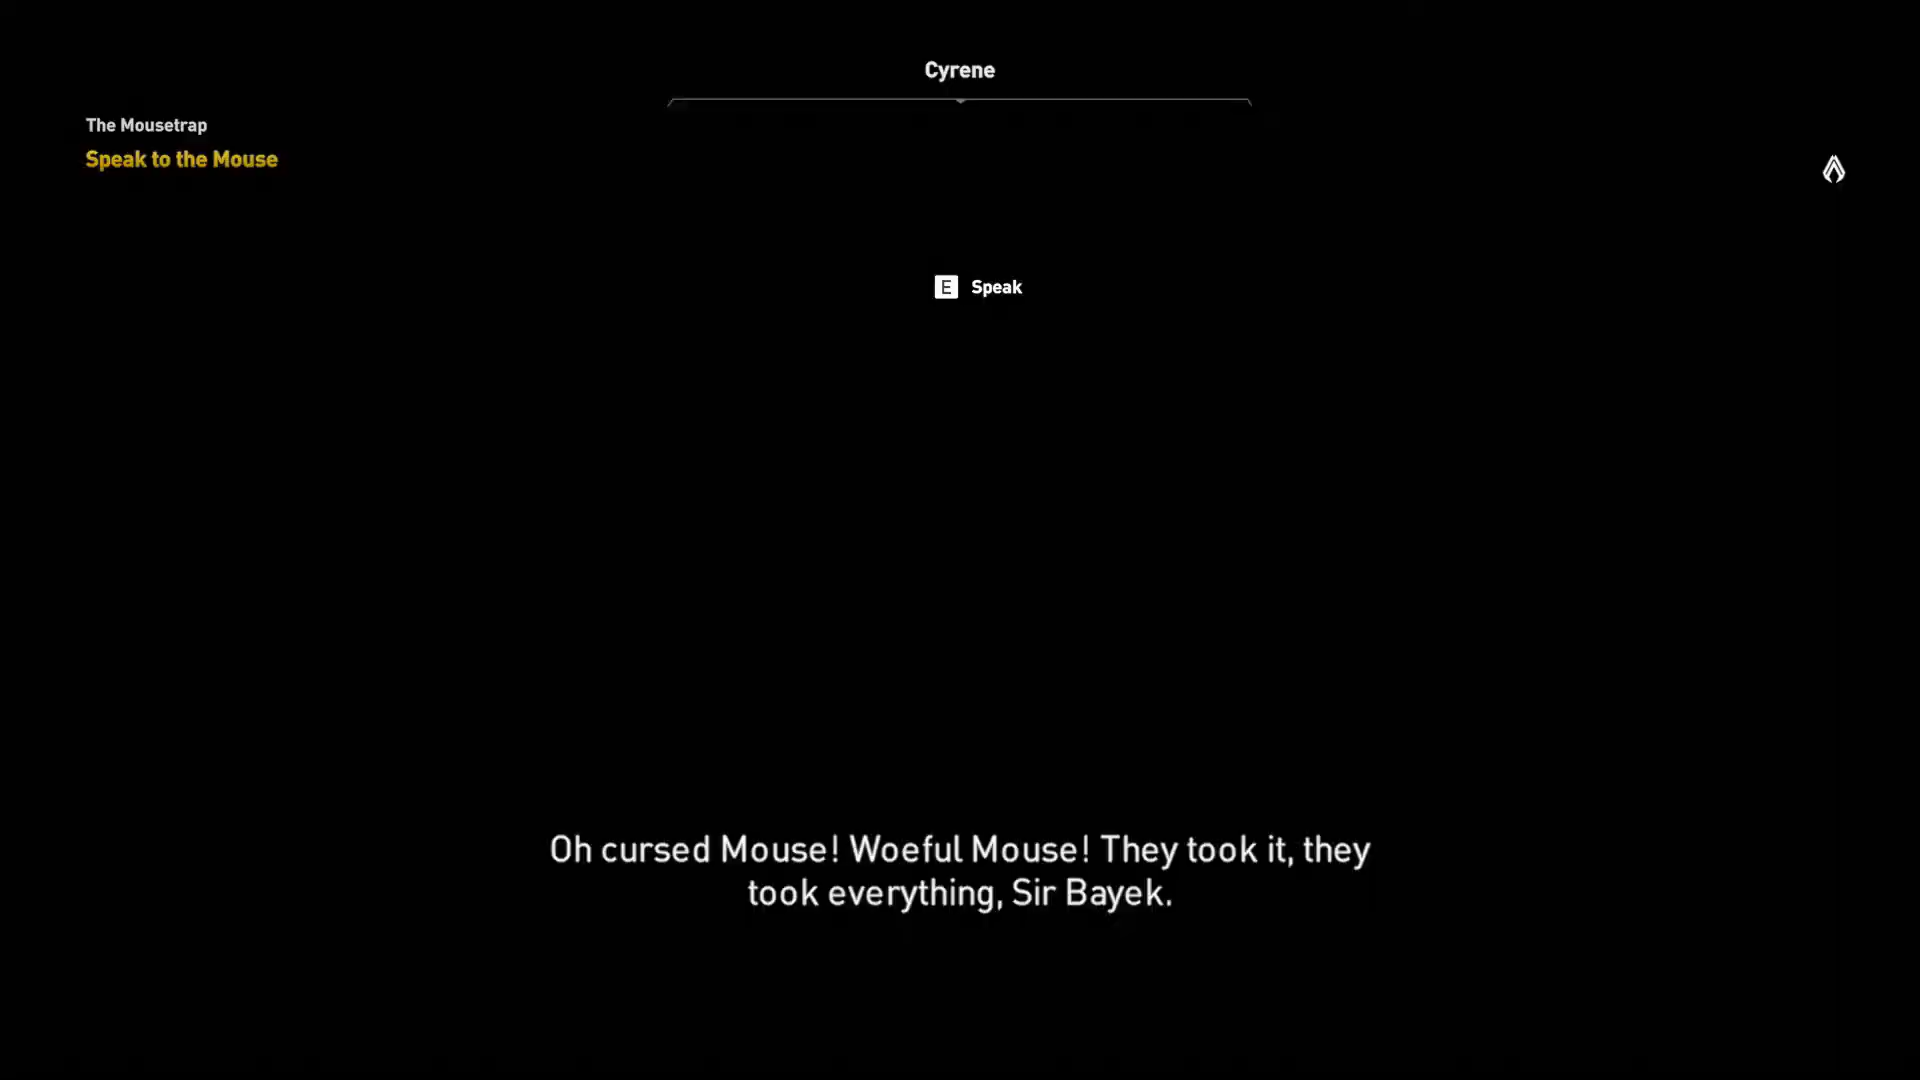 Cyrene
The Mousetrap
Speak to the Mouse
E Speak
Oh cursed Mouse! Woeful Mouse! They took it, they
took everything, Sir Bayek.